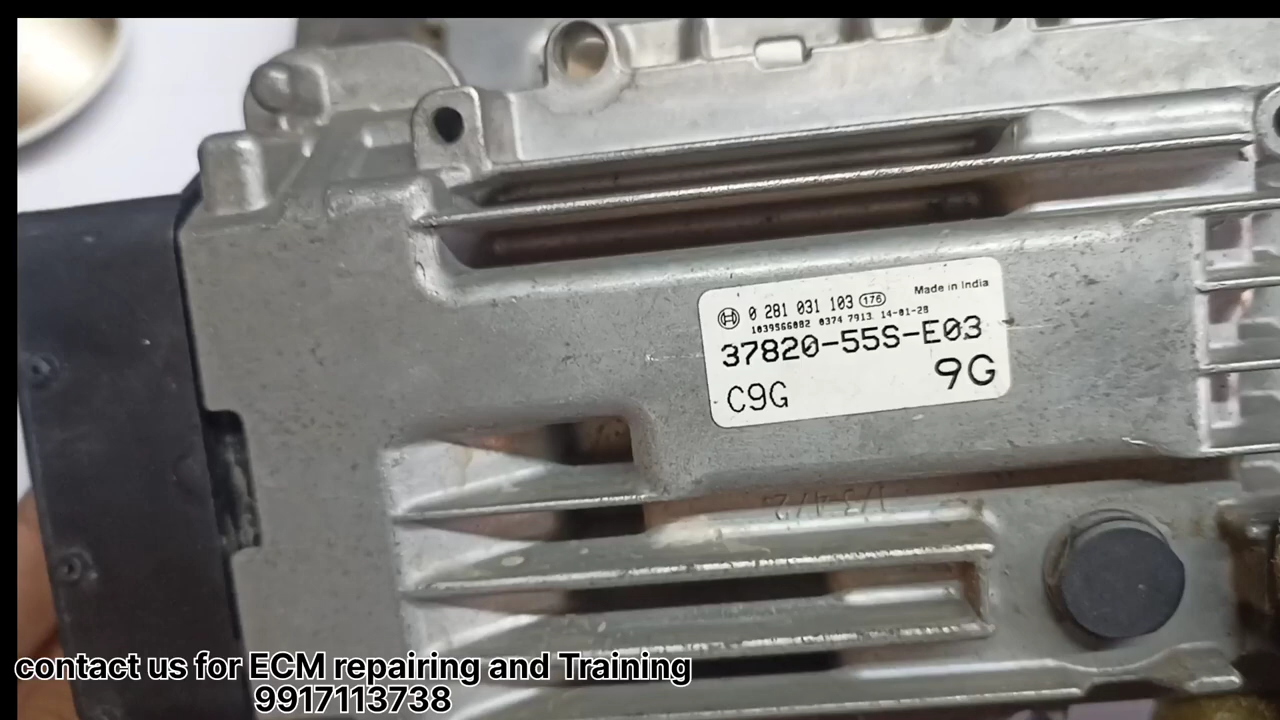 Made in India
0 281 031 103 176
1039S66082 0374 7913 14-01-28
37820-55S-E03
C9G 9G
contact us for ECM repairing and Training
9917113738